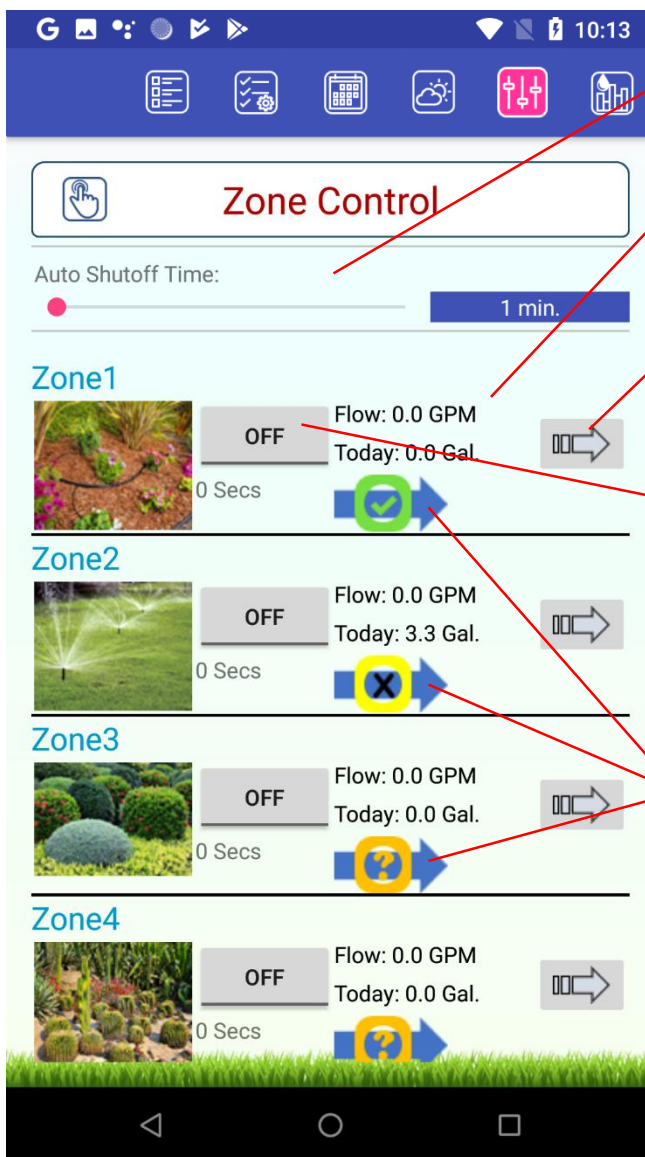 G 10:13
Zone Control
Auto Shutoff Time:
1 min.
Zone1
OFF
Flow: 0.0 GPM
Today: 0.0 Gal.
0 Secs
Zone2
OFF
Flow: 0.0 GPM
Today: 3.3 Gal.
0 Secs
Zone3
OFF
Flow: 0.0 GPM
Today: 0.0 Gal.
0 Secs
Zone4
OFF
Flow: 0.0 GPM
Today: 0.0 Gal.
0 Secs